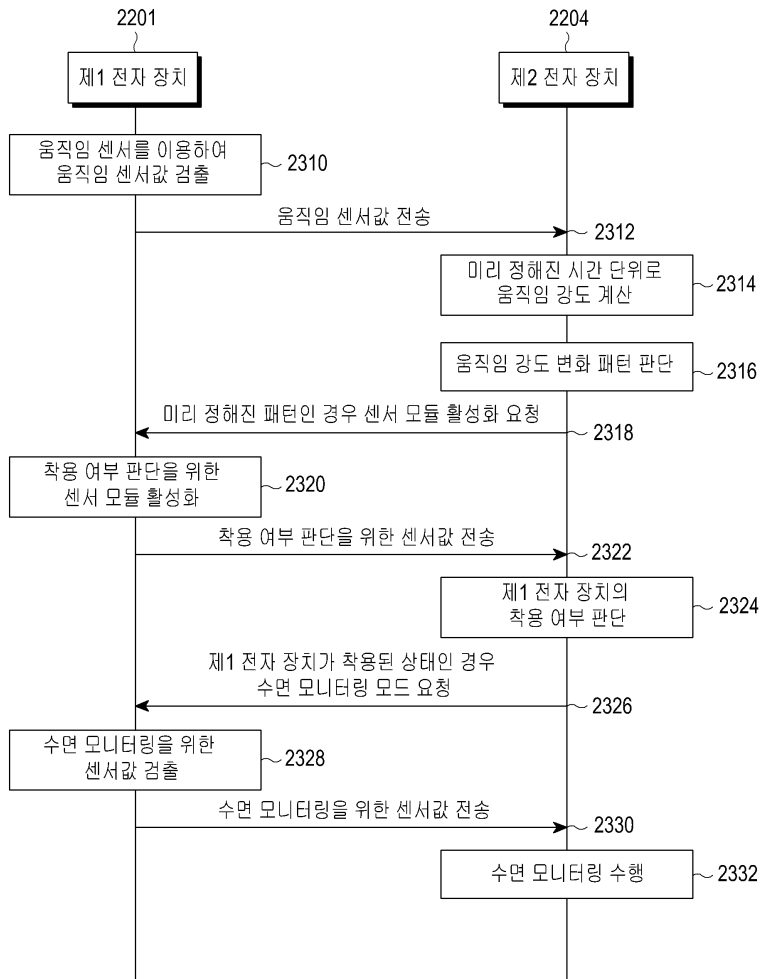 2201
2204
제1 전자 장치
제2 전자 장치
움직임 센서를 이용하여
움직임 센서값 검출
2310
움직임 센서값 전송
2312
미리 정해진 시간 단위로
움직임 강도 계산
2314
움직임 강도 변화 패턴 판단
2316
미리 정해진 패턴인 경우 센서 모듈 활성화 요청
2318
착용 여부 판단을 위한
센서 모듈 활성화
2320
착용 여부 판단을 위한 센서값 전송
2322
제1 전자 장치의
착용 여부 판단
2324
제1 전자 장치가 착용된 상태인 경우
수면 모니터링 모드 요청
2326
수면 모니터링을 위한
센서값 검출
2328
수면 모니터링을 위한 센서값 전송
2330
수면 모니터링 수행
2332